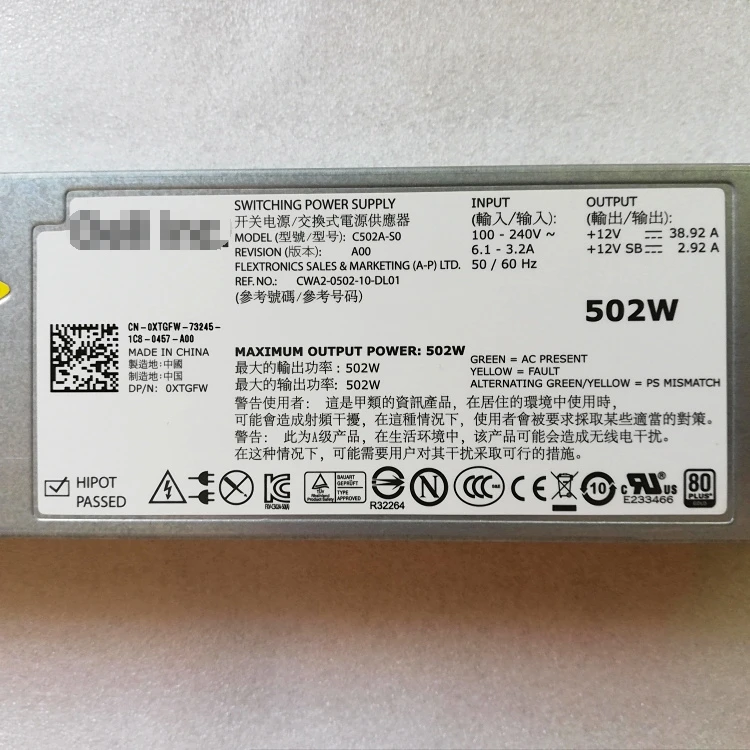 SWITCHING POWER SUPPLY
开关电源/交換式電源供應器
MODEL (型號/型号): C502A-S0
REVISION (版本): A00
FLEXTRONICS SALES & MARKETING (A-P) LTD.
REF. NO.: CWA2-0502-10-DL01
(參考號碼/参考号码)
INPUT
(輸入/输入):
100 - 240V ~
6.1 - 3.2A
50 / 60 Hz
OUTPUT
(輸出/输出):
+12V 38.92 A
+12V SB 2.92 A
502W
CN-0XTGFW-73245-
1C8-0457-A00
MADE IN CHINA
製造地: 中國
制造地: 中国
DP/N: 0XTGFW
MAXIMUM OUTPUT POWER: 502W
最大的輸出功率: 502W
最大的输出功率: 502W
GREEN = AC PRESENT
YELLOW = FAULT
ALTERNATING GREEN/YELLOW = PS MISMATCH
警告使用者: 這是甲類的資訊產品，在居住的環境中使用時，
可能會造成射頻干擾，在這種情況下，使用者會被要求採取某些適當的對策。
警告: 此为A级产品，在生活环境中，该产品可能会造成无线电干扰。
在这种情况下，可能需要用户对其干扰采取可行的措施。
HIPOT
PASSED
BAUART
GEPRÜFT
TYPE
APPROVED
R32264
N
CCC
CE
10
c RU us
E233466
80
PLUS
GOLD